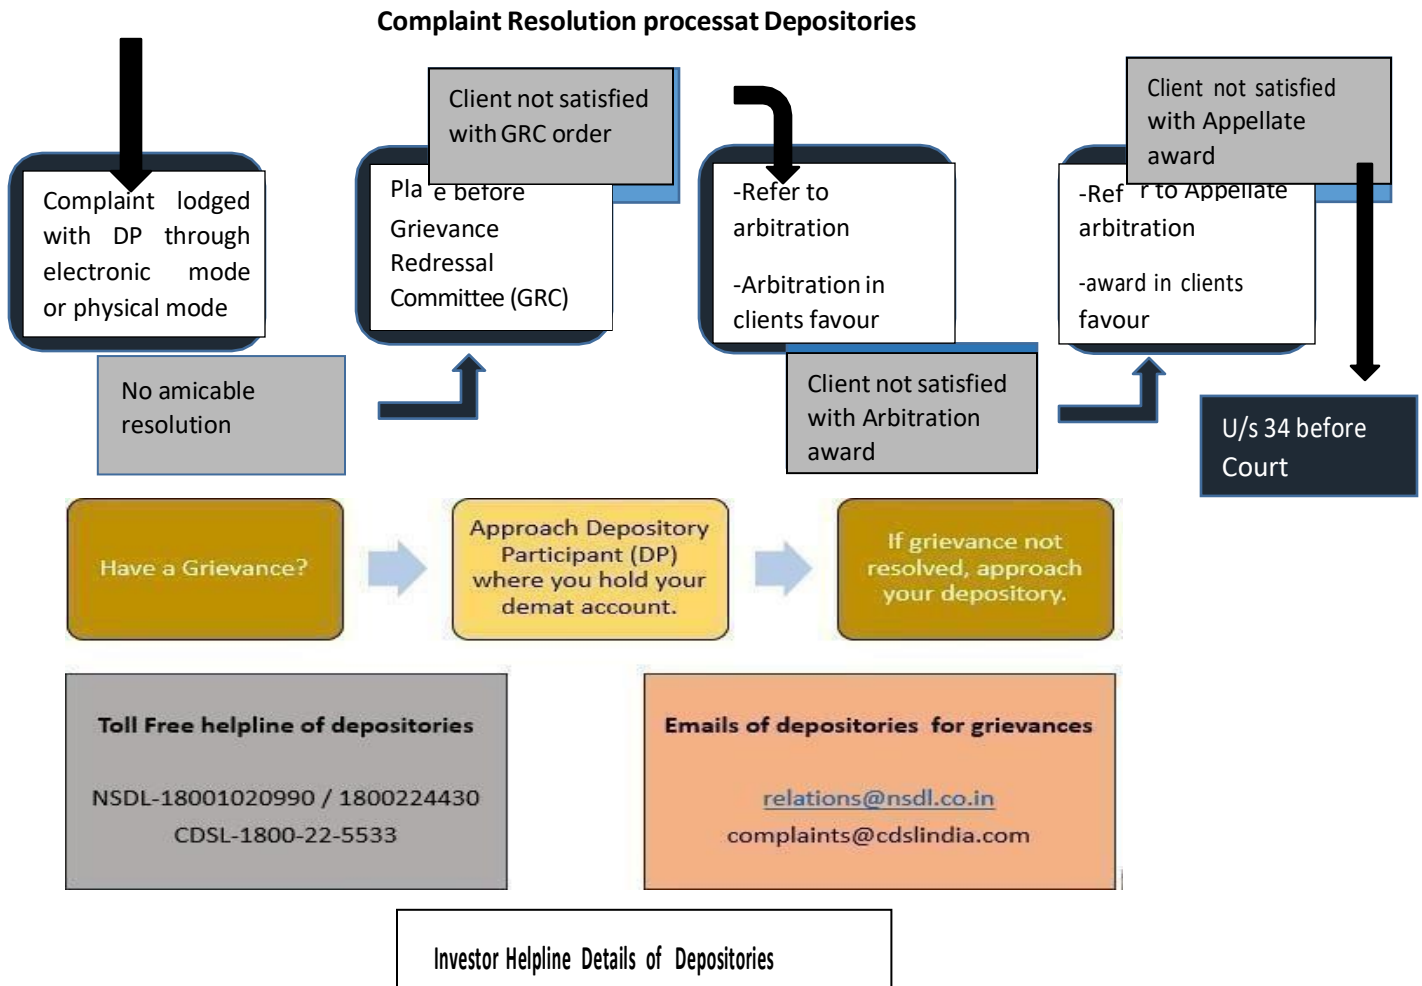 Complaint Resolution processat Depositories
Complaint lodged
with DP through
electronic mode
or physical mode
No amicable
resolution
Client not satisfied
with GRC order
Pla e before
Grievance
Redressal
Committee (GRC)
-Refer to
arbitration
-Arbitration in
clients favour
Client not satisfied
with Arbitration
award
Client not satisfied
with Appellate
award
-Ref r to Appellate
arbitration
-award in clients
favour
U/s 34 before
Court
Have a Grievance?
Approach Depository
Participant (DP)
where you hold your
demat account.
If grievance not
resolved, approach
your depository.
Toll Free helpline of depositories
NSDL-18001020990 / 1800224430
CDSL-1800-22-5533
Emails of depositories for grievances
relations@nsdl.co.in
complaints@cdslindia.com
Investor Helpline Details of Depositories